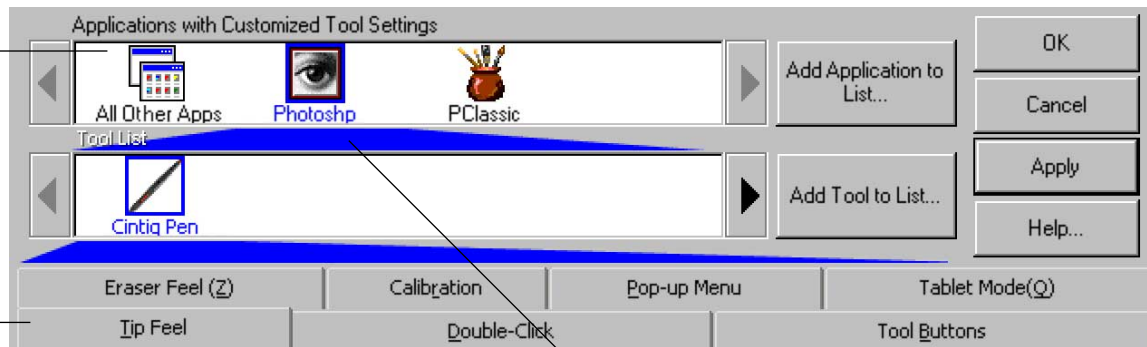 Applications with Customized Tool Settings
All Other Apps
Photoshp
PClassic
Add Application to
List...
OK
Cancel
Tool List
Cintiq Pen
Add Tool to List...
Apply
Help...
Eraser Feel (Z)
Calibration
Pop-up Menu
Tablet Mode(Q)
Tip Feel
Double-Click
Tool Buttons